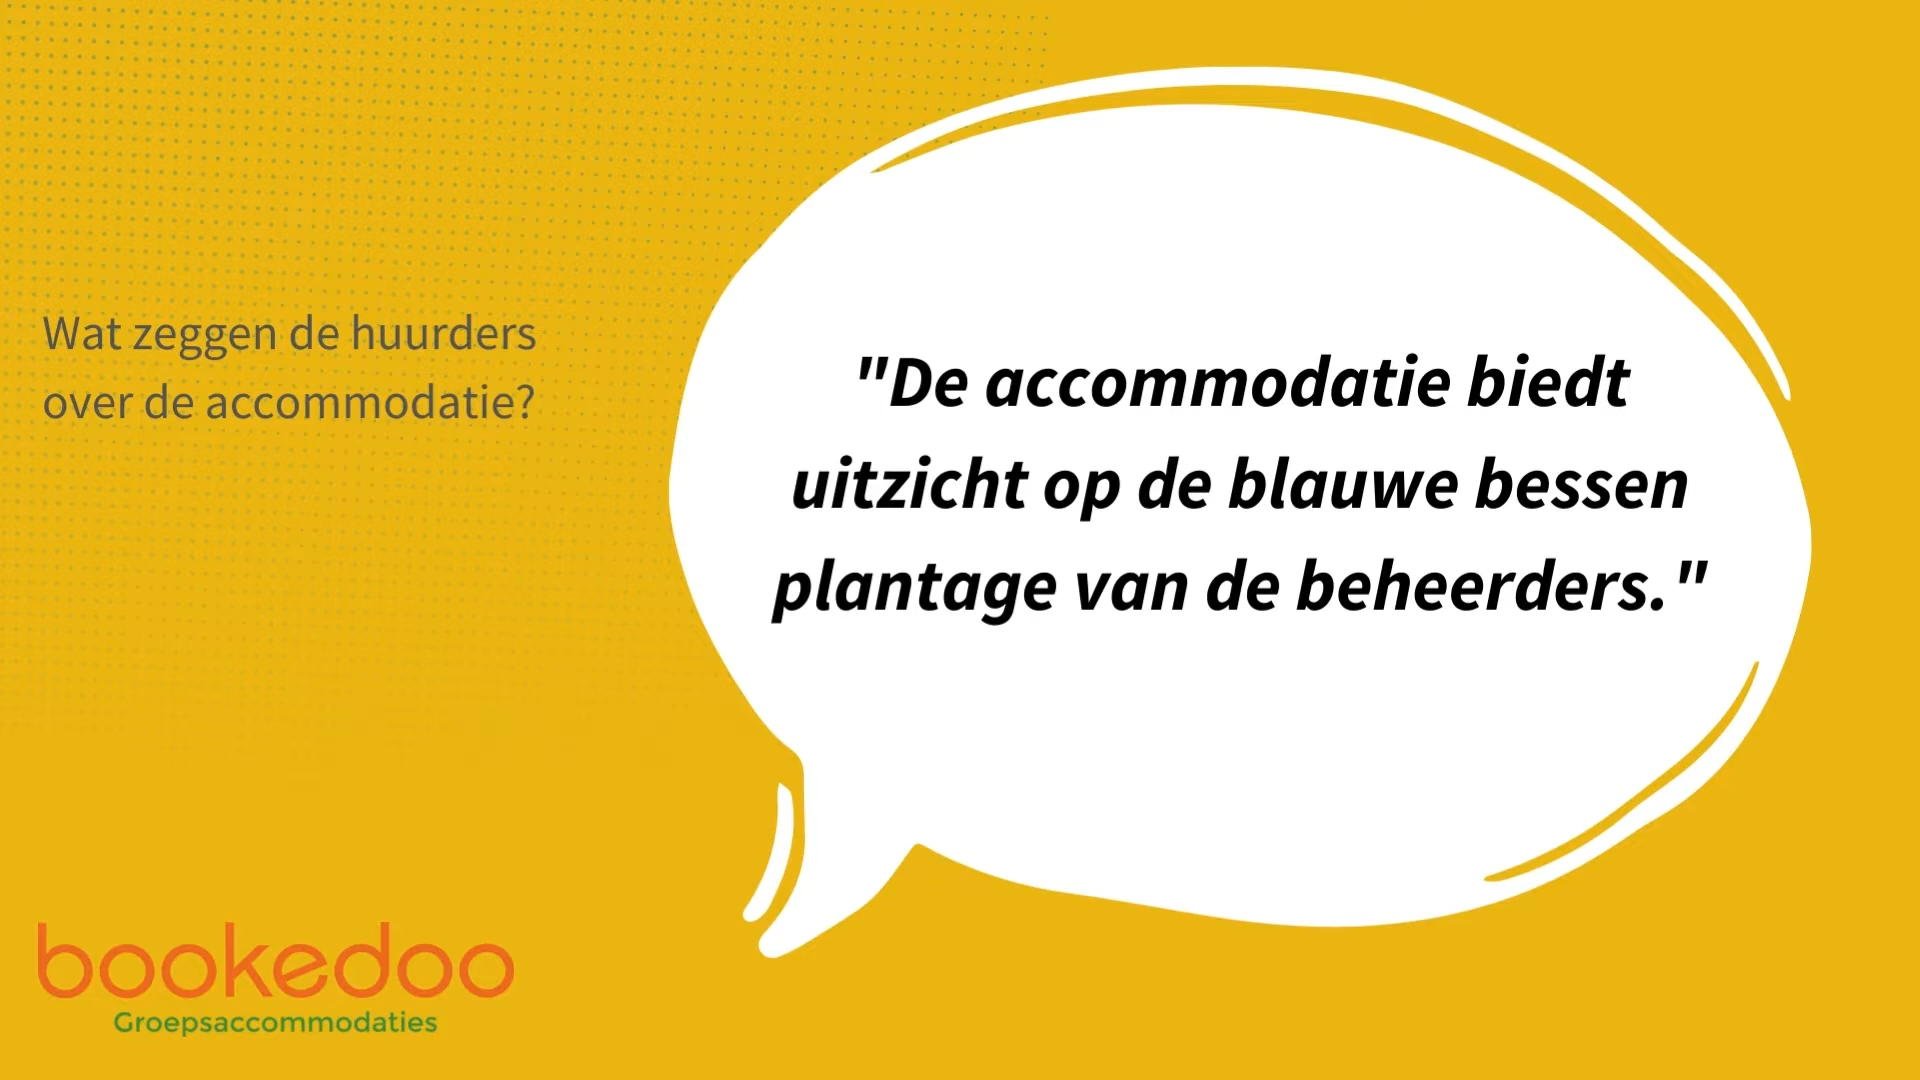 Wat zeggen de huurders
over de accommodatie?
"De accommodatie biedt
uitzicht op de blauwe bessen
plantage van de beheerders."
bookedoo
Groepsaccommodaties